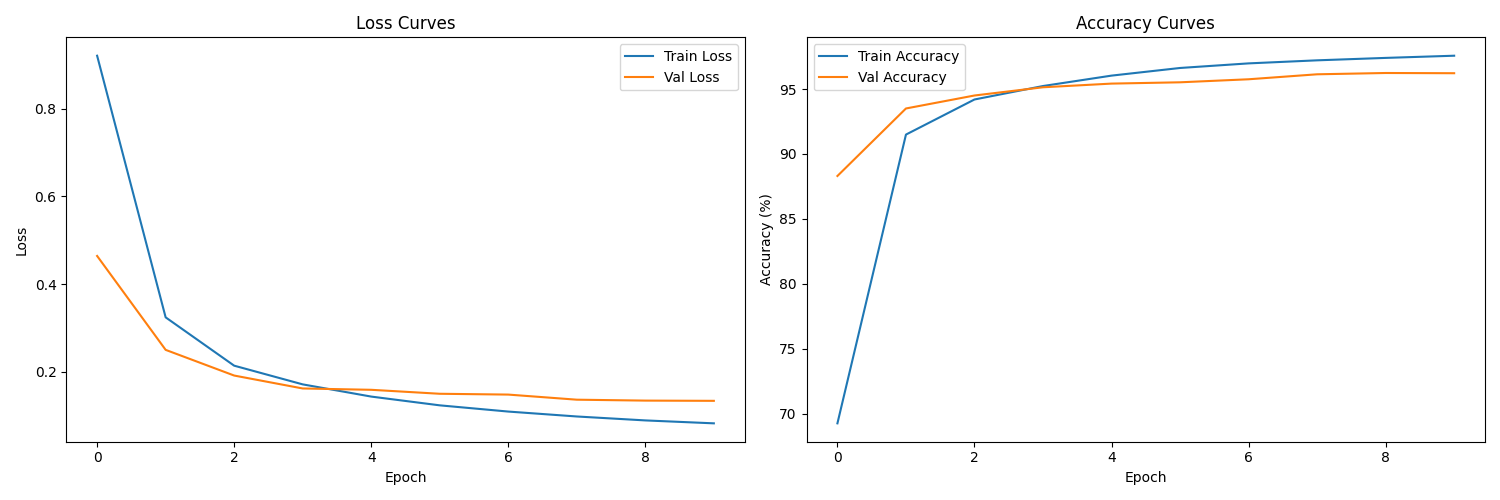 Loss Curves
Train Loss
Val Loss
0.8
0.6
0.4
0.2
Loss
0 2 4 6 8
Epoch
Accuracy Curves
Train Accuracy
Val Accuracy
95
90
85
80
75
70
Accuracy (%)
0 2 4 6 8
Epoch